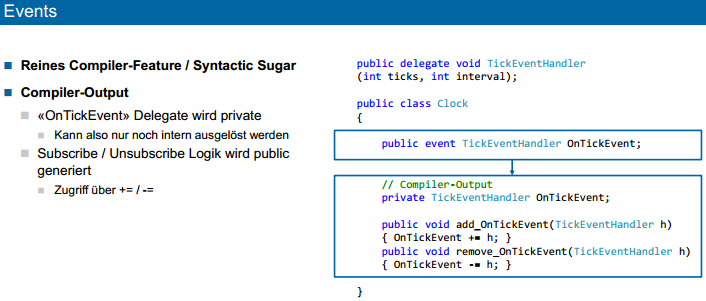 Events
Reines Compiler-Feature / Syntactic Sugar
Compiler-Output
«OnTickEvent» Delegate wird private
Kann also nur noch intern ausgelöst werden
Subscribe / Unsubscribe Logik wird public
generiert
Zugriff über += / -=
public delegate void TickEventHandler
(int ticks, int interval);
public class Clock
{
public event TickEventHandler OnTickEvent;
// Compiler-Output
private TickEventHandler OnTickEvent;
public void add_OnTickEvent(TickEventHandler h)
{ OnTickEvent += h; }
public void remove_OnTickEvent(TickEventHandler h)
{ OnTickEvent -= h; }
}